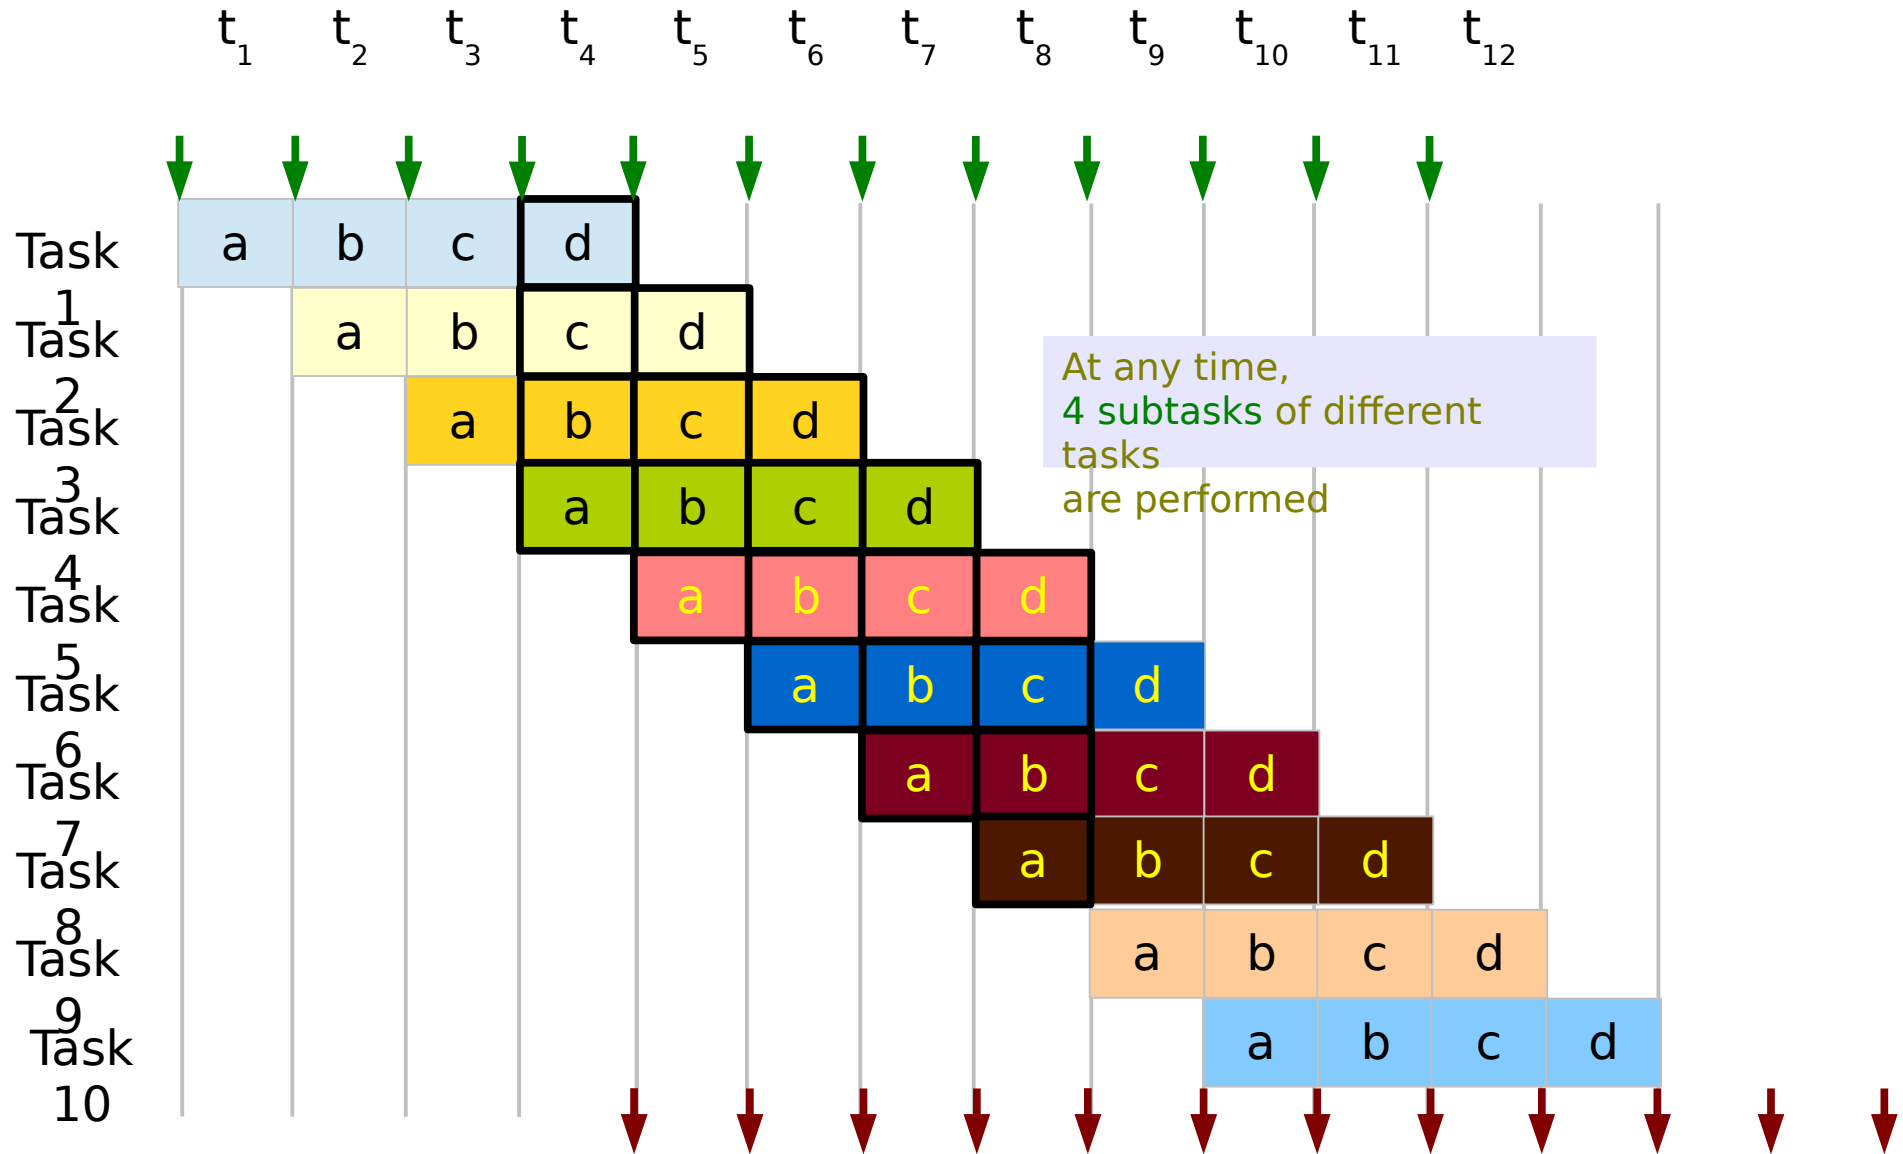 t1 t2 t3 t4 t5 t6 t7 t8 t9 t10 t11 t12
Task 1 a b c d
Task 2 a b c d
Task 3 a b c d
Task 4 a b c d
Task 5 a b c d
Task 6 a b c d
Task 7 a b c d
Task 8 a b c d
Task 9 a b c d
Task 10 a b c d
At any time,
4 subtasks of different
tasks
are performed